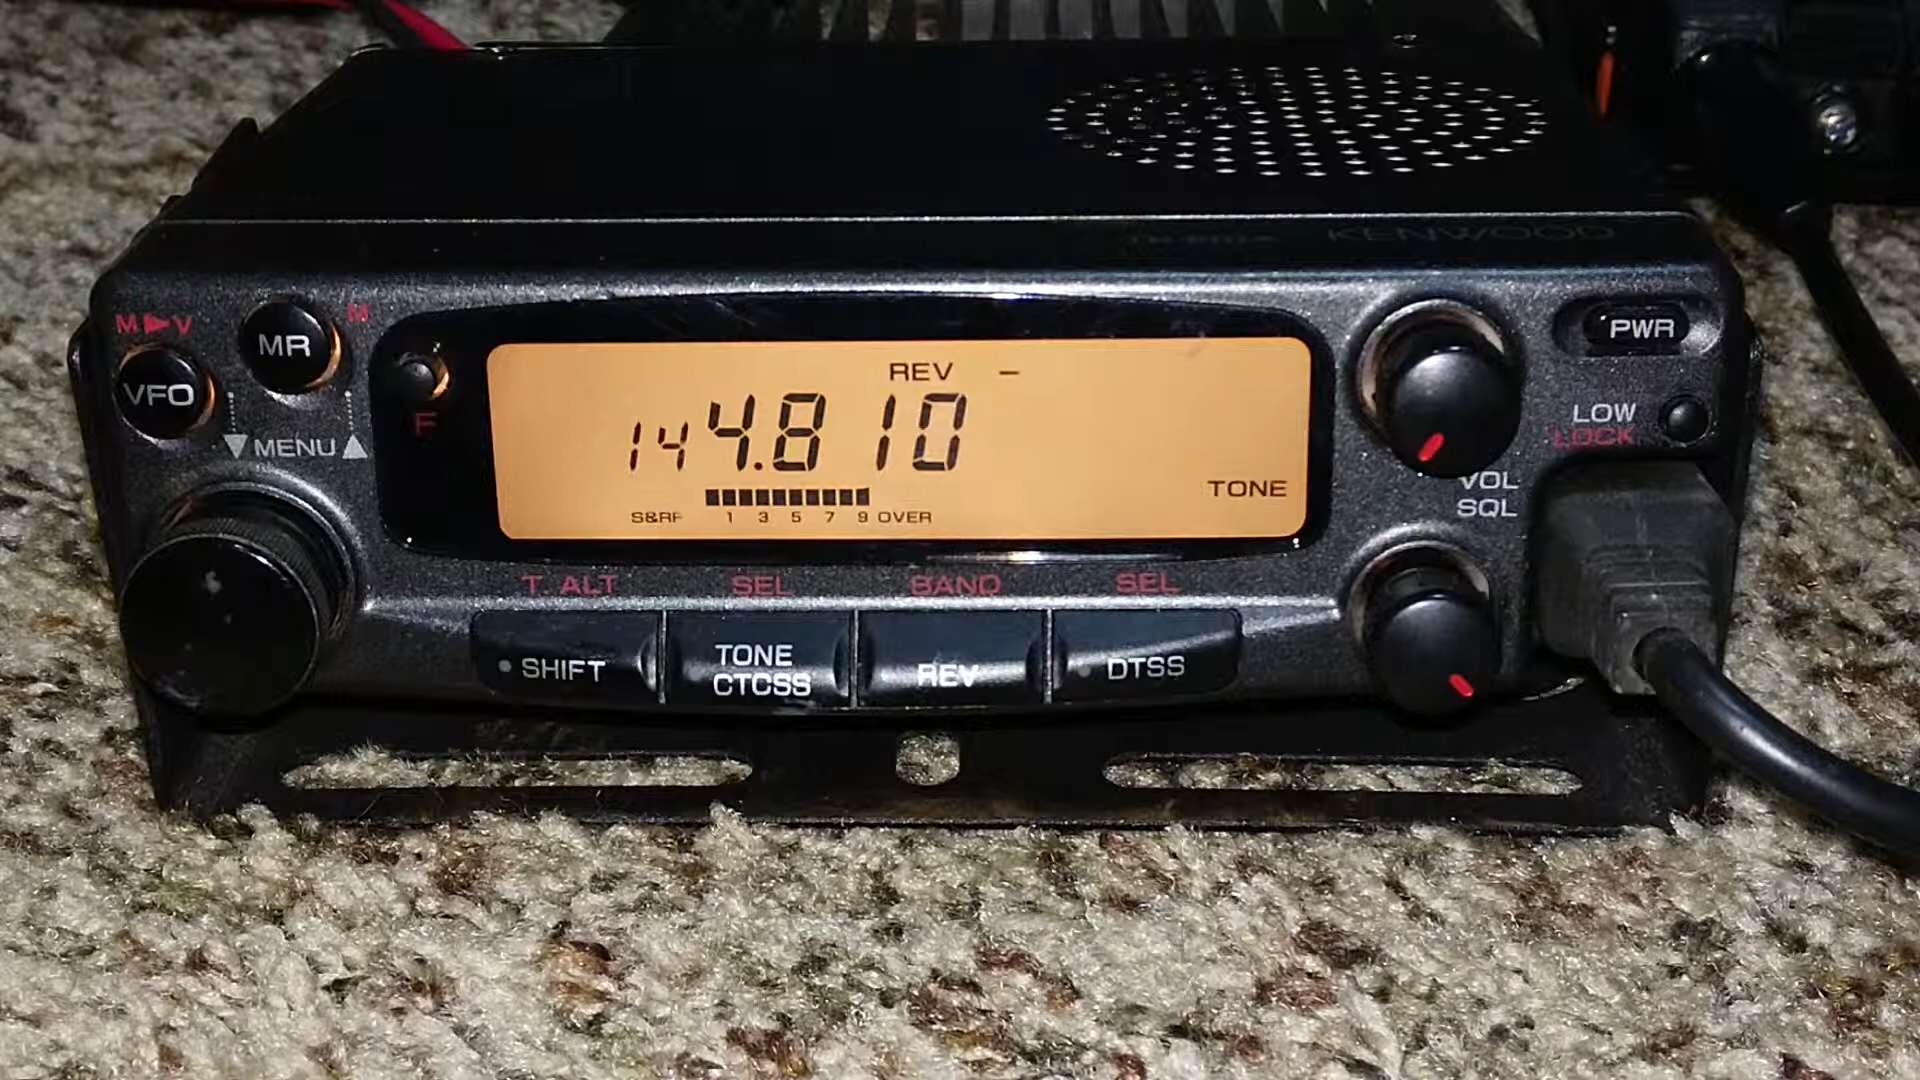 KENWOOD
M ▶ V
MR
M
PWR
VFO
F
REV −
144.810
LOW
LOCK
▼ MENU ▲
TONE
VOL
SQL
S&RF 1 3 5 7 9 OVER
T. ALT SEL BAND SEL
SHIFT
TONE
CTCSS
REV
DTSS